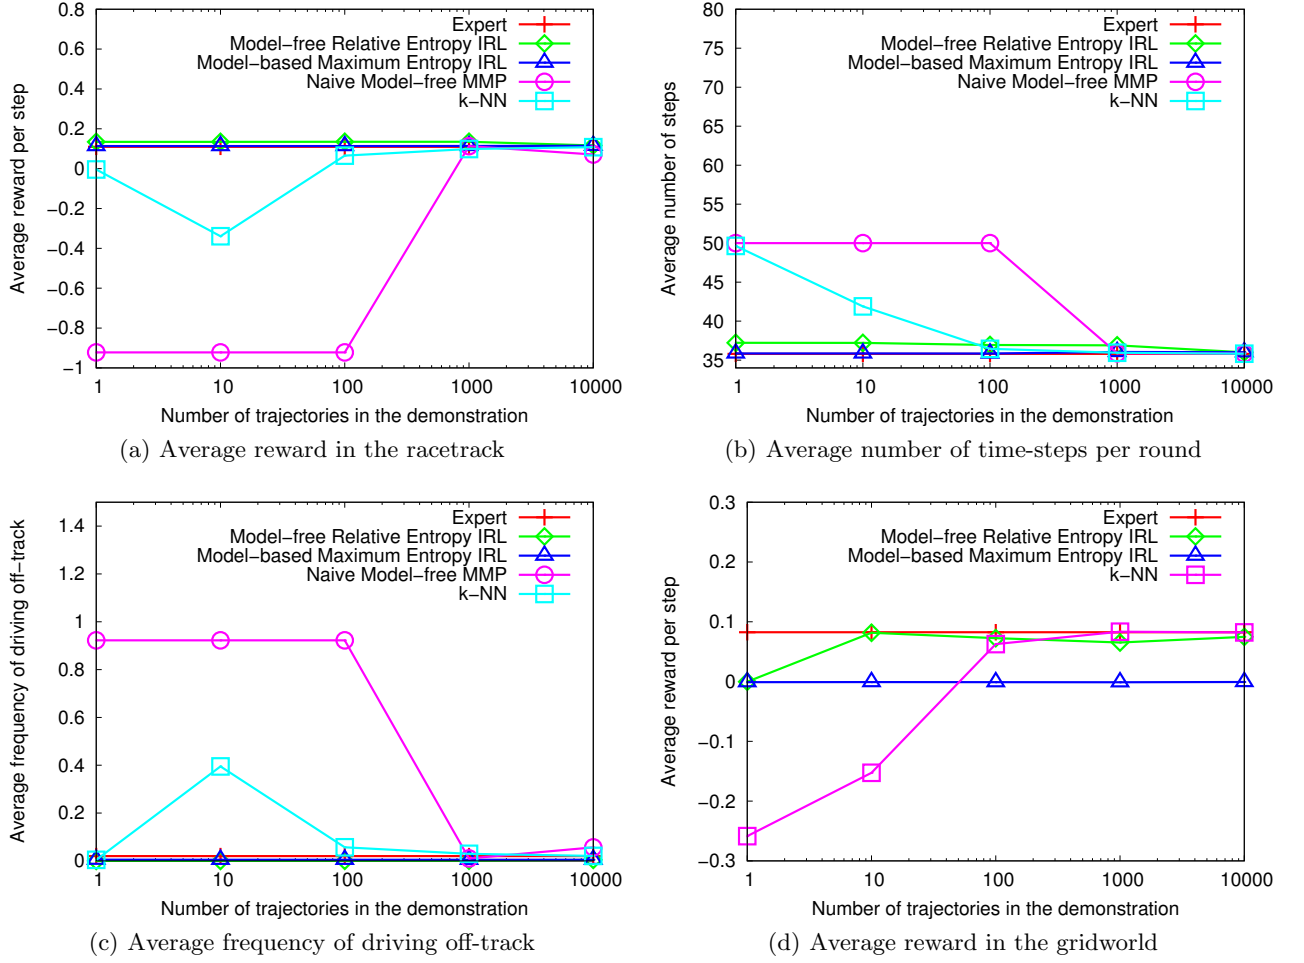 0.8
0.6
0.4
0.2
0
−0.2
−0.4
−0.6
−0.8
−1
Average reward per step
Expert
Model−free Relative Entropy IRL
Model−based Maximum Entropy IRL
Naive Model−free MMP
k−NN
1 10 100 1000 10000
Number of trajectories in the demonstration
(a) Average reward in the racetrack
80
75
70
65
60
55
50
45
40
35
Average number of steps
Expert
Model−free Relative Entropy IRL
Model−based Maximum Entropy IRL
Naive Model−free MMP
k−NN
1 10 100 1000 10000
Number of trajectories in the demonstration
(b) Average number of time-steps per round
1.4
1.2
1
0.8
0.6
0.4
0.2
0
Average frequency of driving off−track
Expert
Model−free Relative Entropy IRL
Model−based Maximum Entropy IRL
Naive Model−free MMP
k−NN
1 10 100 1000 10000
Number of trajectories in the demonstration
(c) Average frequency of driving off-track
0.3
0.2
0.1
0
−0.1
−0.2
−0.3
Average reward per step
Expert
Model−free Relative Entropy IRL
Model−based Maximum Entropy IRL
k−NN
1 10 100 1000 10000
Number of trajectories in the demonstration
(d) Average reward in the gridworld